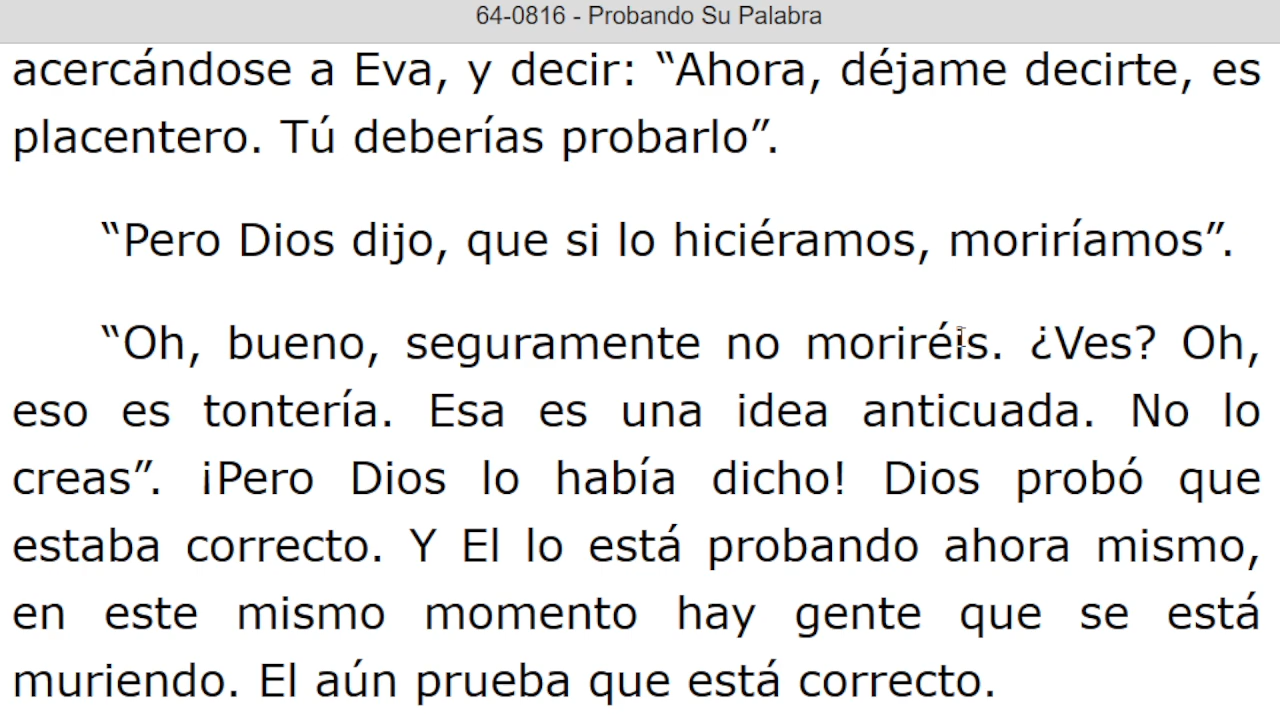 64-0816 - Probando Su Palabra
acercándose a Eva, y decir: “Ahora, déjame decirte, es
placentero. Tú deberías probarlo”.
“Pero Dios dijo, que si lo hiciéramos, moriríamos”.
“Oh, bueno, seguramente no moriréis. ¿Ves? Oh,
eso es tontería. Esa es una idea anticuada. No lo
creas”. ¡Pero Dios lo había dicho! Dios probó que
estaba correcto. Y El lo está probando ahora mismo,
en este mismo momento hay gente que se está
muriendo. El aún prueba que está correcto.